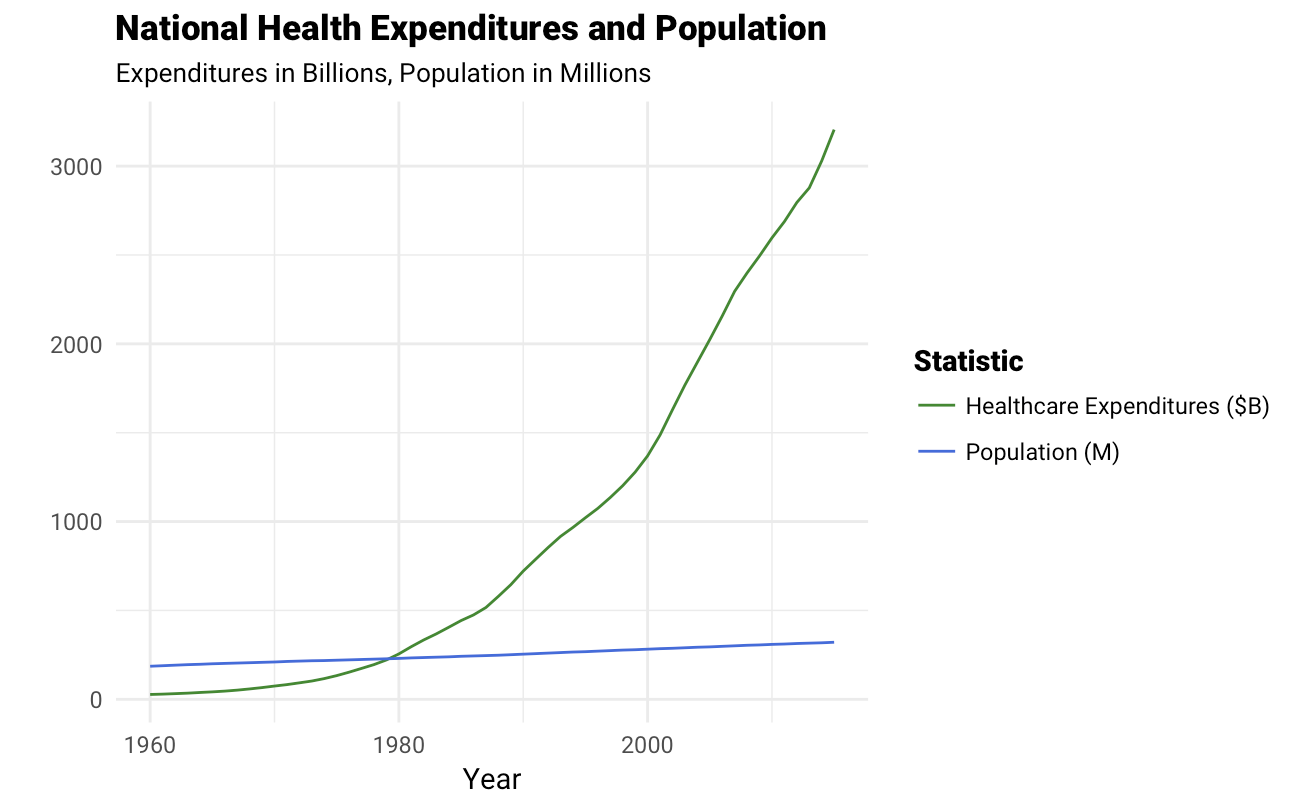 National Health Expenditures and Population
Expenditures in Billions, Population in Millions
3000
2000
1000
0
1960 1980 2000
Year
Statistic
Healthcare Expenditures ($B)
Population (M)